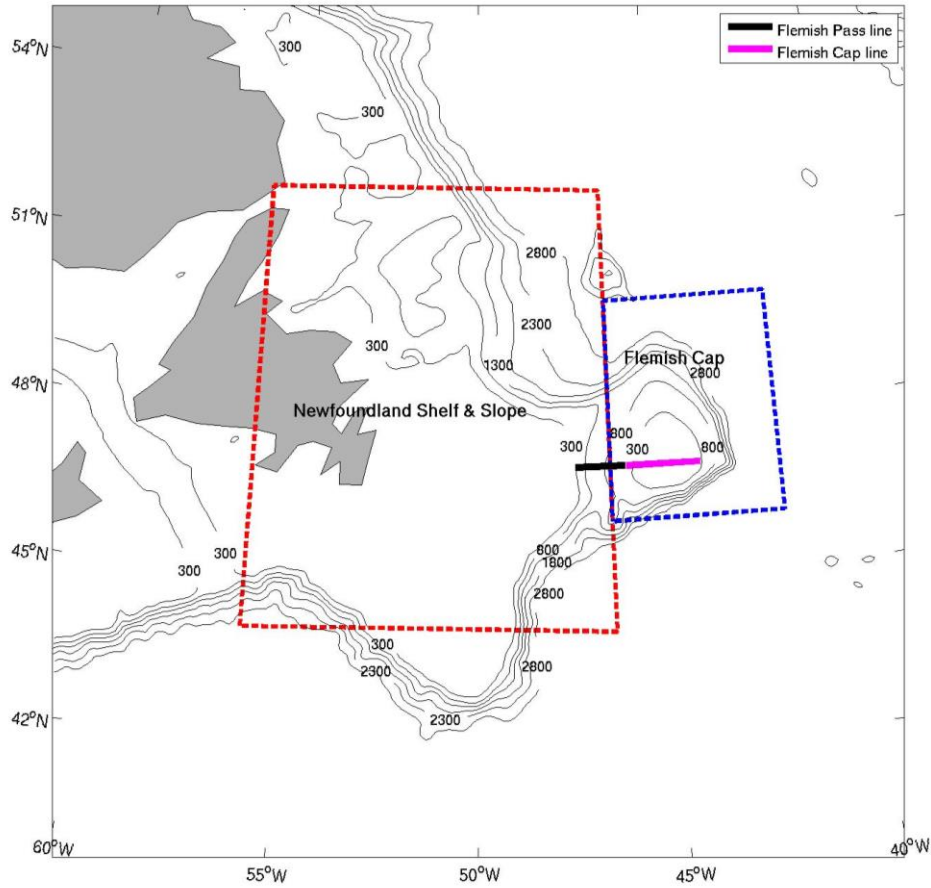 Flemish Pass line
Flemish Cap line
54°N
300
300
51°N
2800
2300
300
Flemish Cap
2800
1300
48°N
Newfoundland Shelf & Slope
800
300
300
800
45°N
300
800
300
1800
2800
300
2300
2800
2300
42°N
60°W
55°W
50°W
45°W
40°W